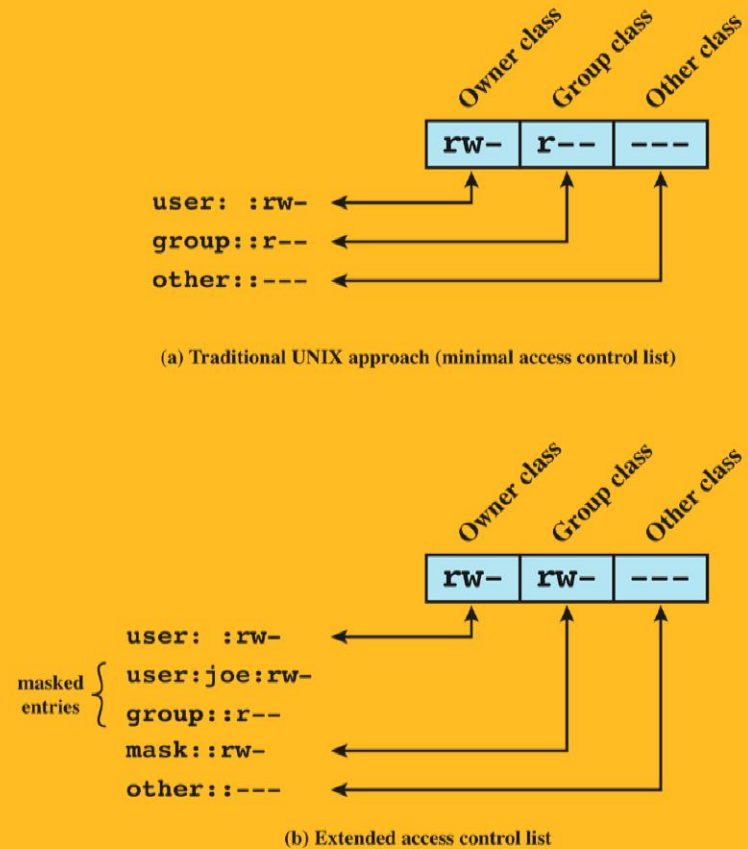 Owner class
Group class
Other class
rw- r-- ---
user: :rw-
group::r--
other::---
(a) Traditional UNIX approach (minimal access control list)
Owner class
Group class
Other class
rw- rw- ---
user: :rw-
masked
entries
user:joe:rw-
group::r--
mask::rw-
other::---
(b) Extended access control list